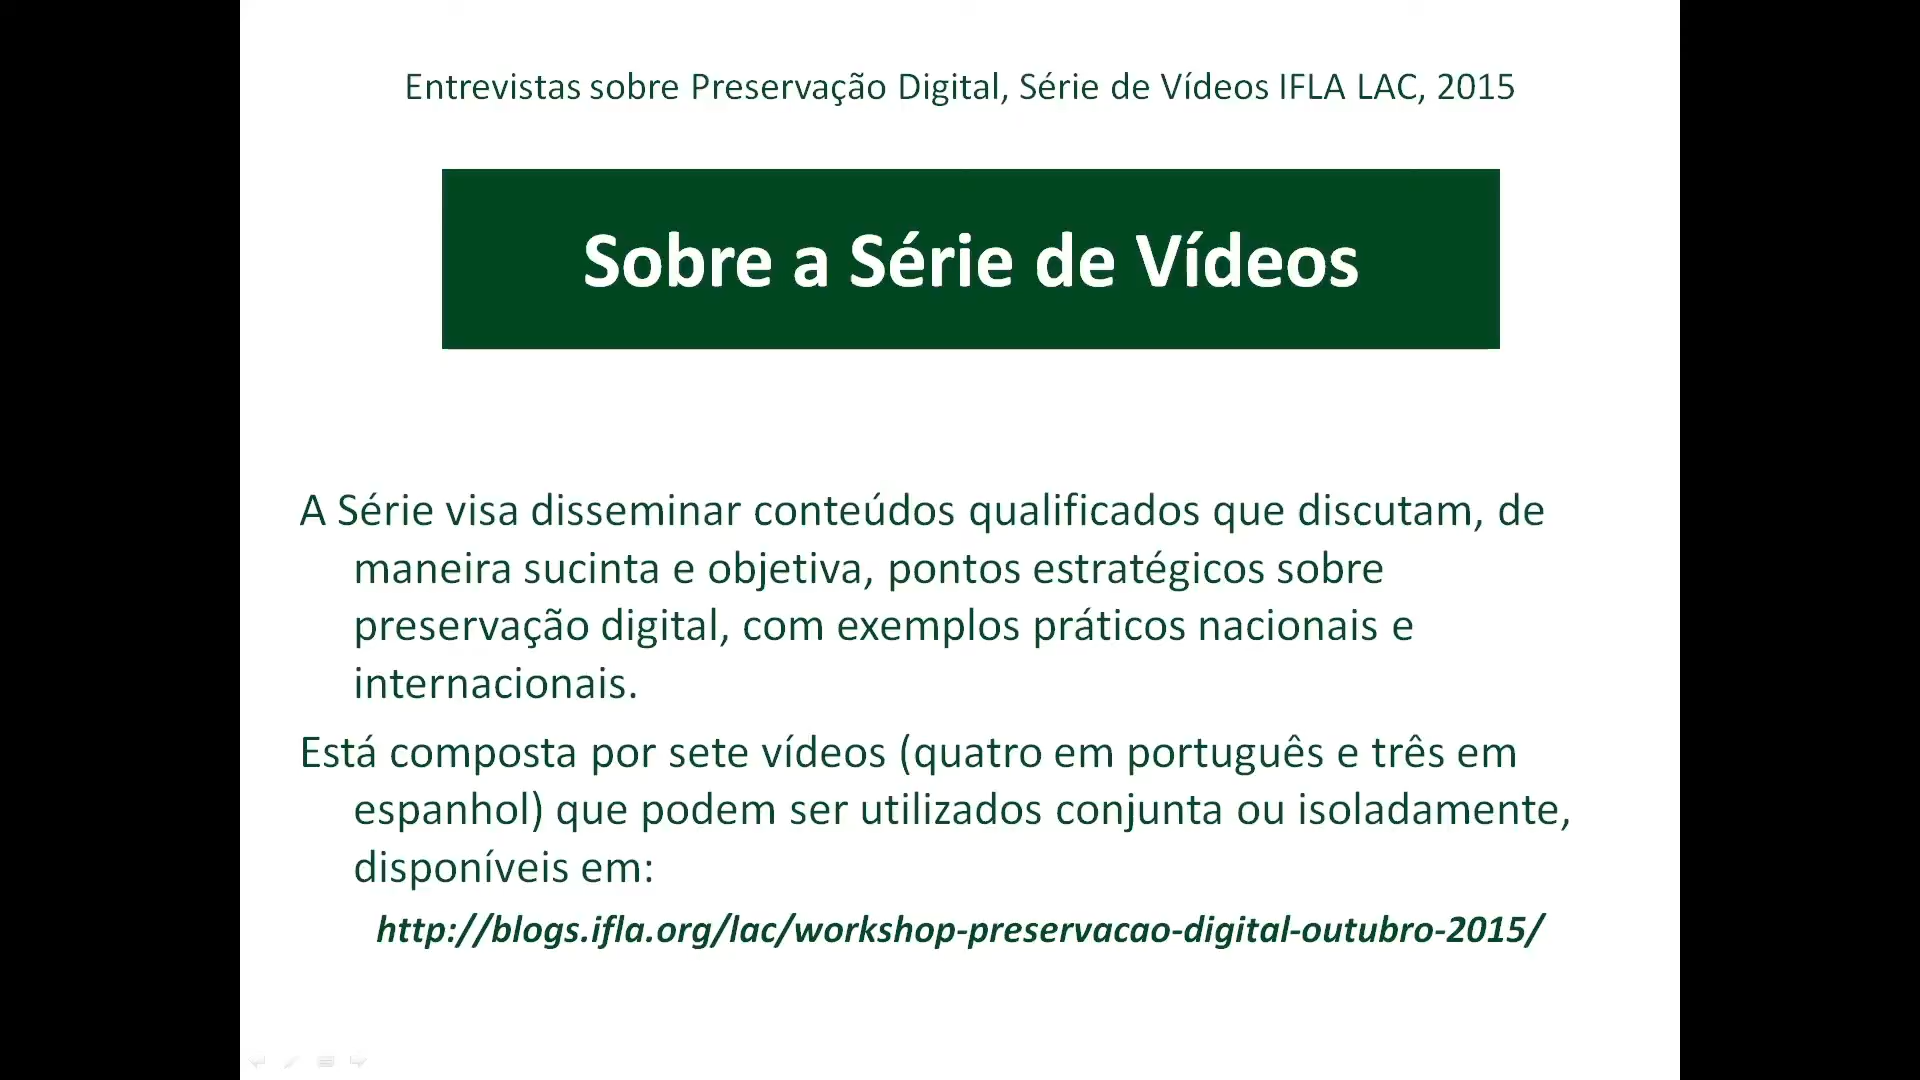 Entrevistas sobre Preservação Digital, Série de Vídeos IFLA LAC, 2015
Sobre a Série de Vídeos
A Série visa disseminar conteúdos qualificados que discutam, de
maneira sucinta e objetiva, pontos estratégicos sobre
preservação digital, com exemplos práticos nacionais e
internacionais.
Está composta por sete vídeos (quatro em português e três em
espanhol) que podem ser utilizados conjunta ou isoladamente,
disponíveis em:
http://blogs.ifla.org/lac/workshop-preservacao-digital-outubro-2015/